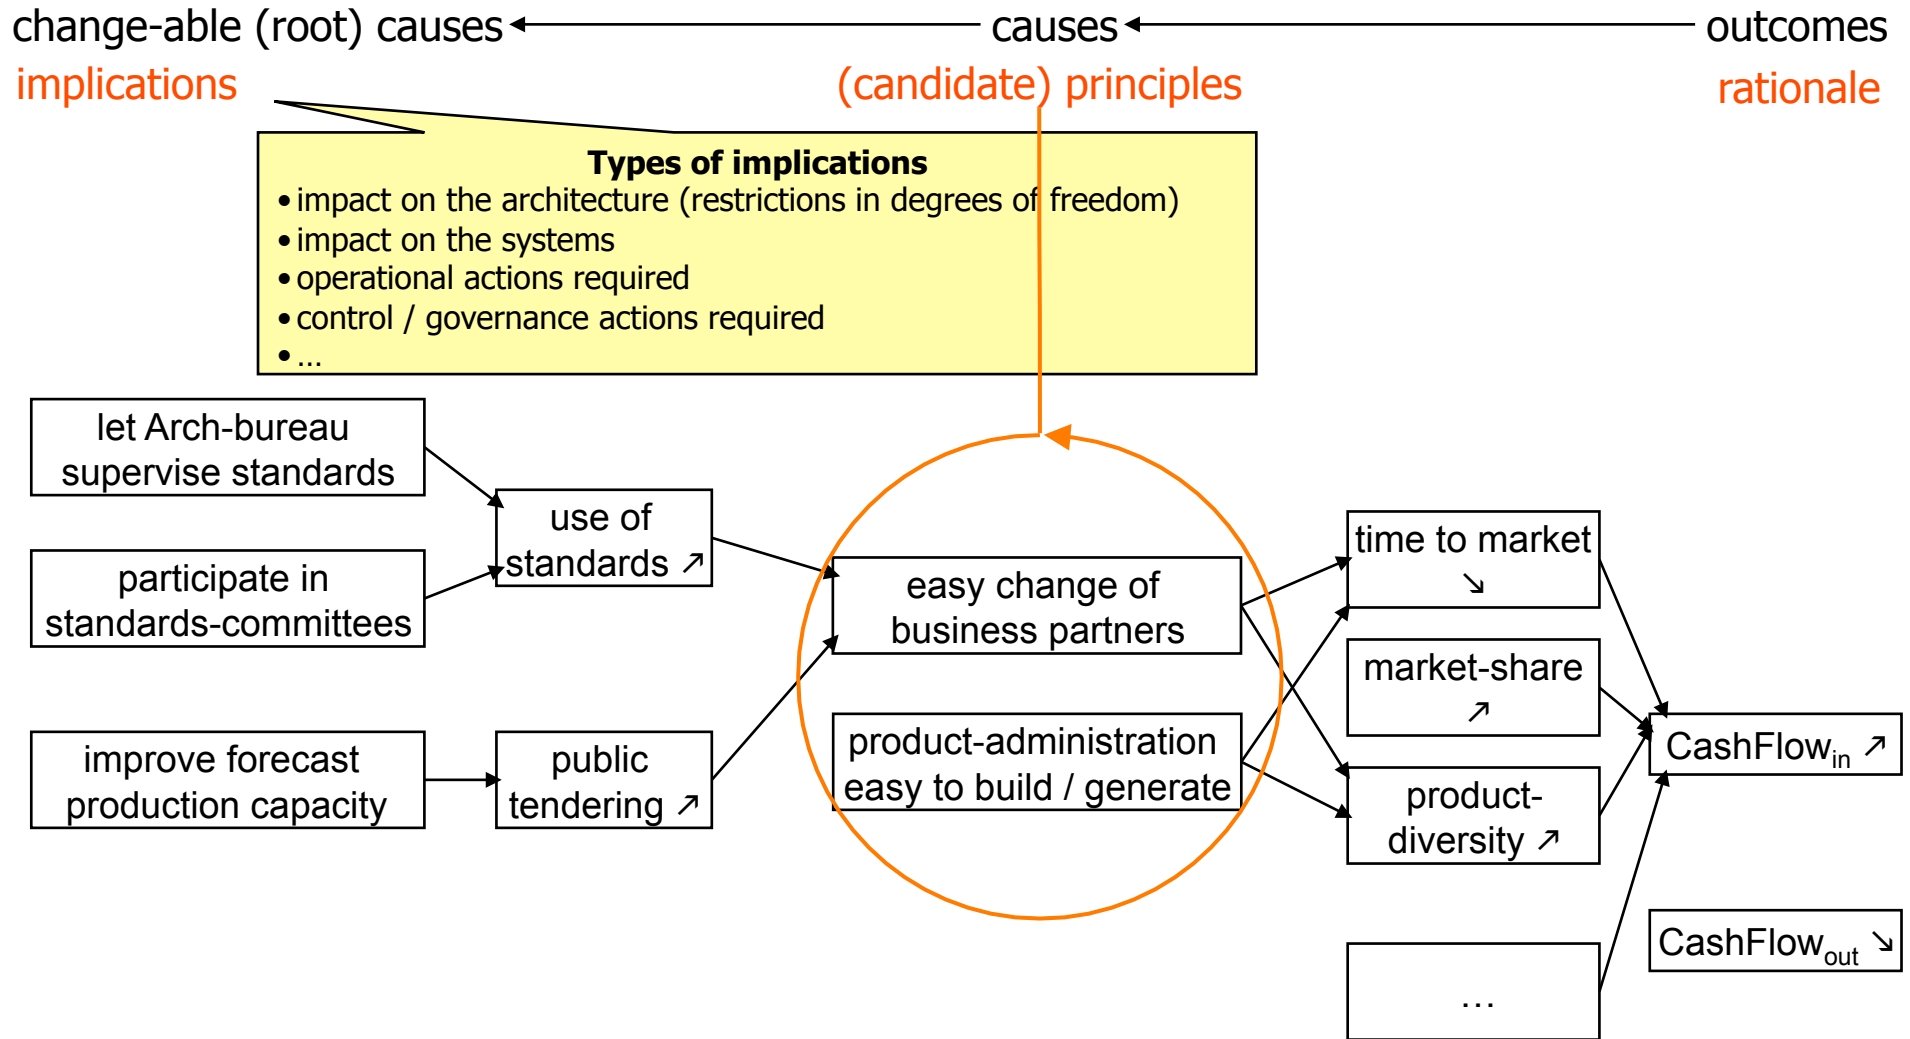 change-able (root) causes
causes
outcomes
implications
(candidate) principles
rationale
Types of implications
• impact on the architecture (restrictions in degrees of freedom)
• impact on the systems
• operational actions required
• control / governance actions required
• ...
let Arch-bureau
supervise standards
participate in
standards-committees
improve forecast
production capacity
use of
standards ↗
public
tendering ↗
easy change of
business partners
product-administration
easy to build / generate
time to market
↘
market-share
↗
product-
diversity ↗
...
CashFlowin ↗
CashFlowout ↘